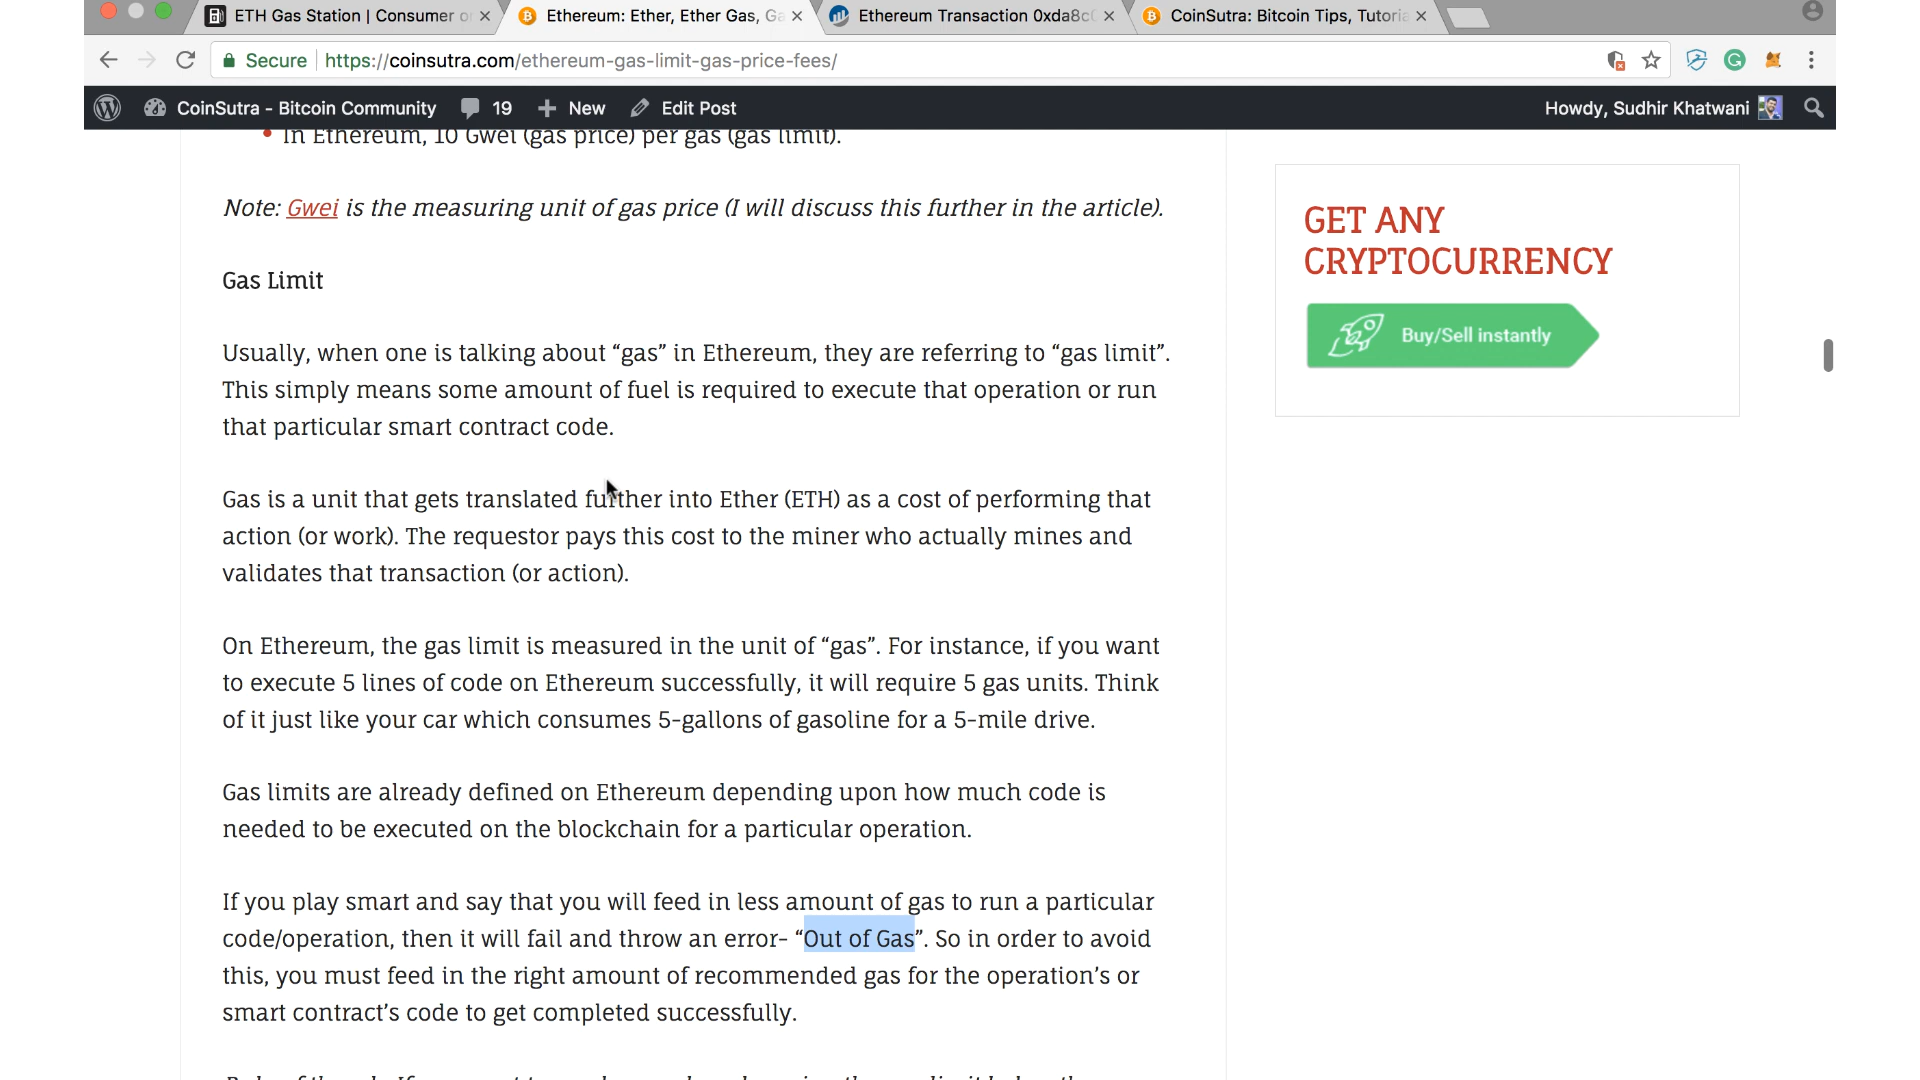 ETH Gas Station | Consumer o
Ethereum: Ether, Ether Gas, Ga
Ethereum Transaction 0xda8c
CoinSutra: Bitcoin Tips, Tutoria
Secure
https://coinsutra.com/ethereum-gas-limit-gas-price-fees/
CoinSutra - Bitcoin Community
19
New
Edit Post
Howdy, Sudhir Khatwani
In Ethereum, 10 Gwei (gas price) per gas (gas limit).
Note: Gwei is the measuring unit of gas price (I will discuss this further in the article).
Gas Limit
Usually, when one is talking about “gas” in Ethereum, they are referring to “gas limit”.
This simply means some amount of fuel is required to execute that operation or run
that particular smart contract code.
Gas is a unit that gets translated further into Ether (ETH) as a cost of performing that
action (or work). The requestor pays this cost to the miner who actually mines and
validates that transaction (or action).
On Ethereum, the gas limit is measured in the unit of “gas”. For instance, if you want
to execute 5 lines of code on Ethereum successfully, it will require 5 gas units. Think
of it just like your car which consumes 5-gallons of gasoline for a 5-mile drive.
Gas limits are already defined on Ethereum depending upon how much code is
needed to be executed on the blockchain for a particular operation.
If you play smart and say that you will feed in less amount of gas to run a particular
code/operation, then it will fail and throw an error- “Out of Gas”. So in order to avoid
this, you must feed in the right amount of recommended gas for the operation’s or
smart contract’s code to get completed successfully.
GET ANY
CRYPTOCURRENCY
Buy/Sell instantly